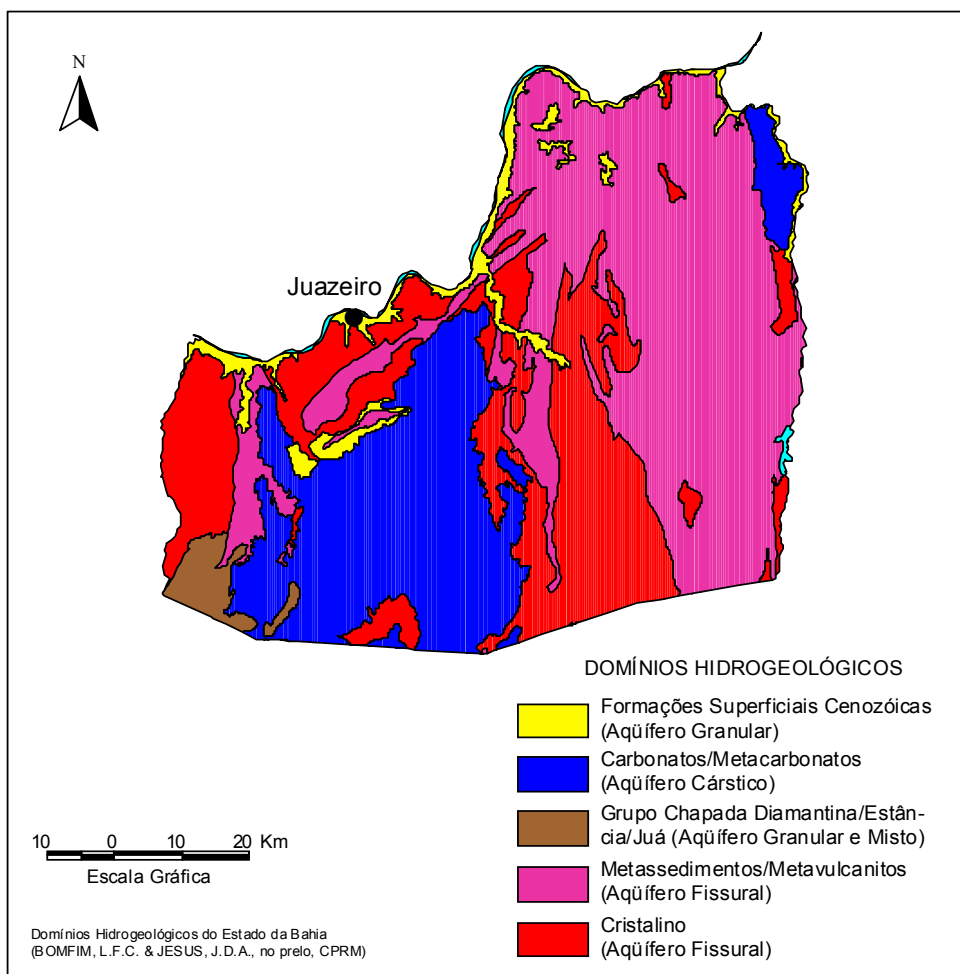 N
Juazeiro
DOMÍNIOS HIDROGEOLÓGICOS
Formações Superficiais Cenozóicas
(Aqüífero Granular)
Carbonatos/Metacarbonatos
(Aqüífero Cárstico)
Grupo Chapada Diamantina/Estân-
cia/Juá (Aqüífero Granular e Misto)
Metassedimentos/Metavulcanitos
(Aqüífero Fissural)
Cristalino
(Aqüífero Fissural)
10 0 10 20 Km
Escala Gráfica
Domínios Hidrogeológicos do Estado da Bahia
(BOMFIM, L.F.C. & JESUS, J.D.A., no prelo, CPRM)